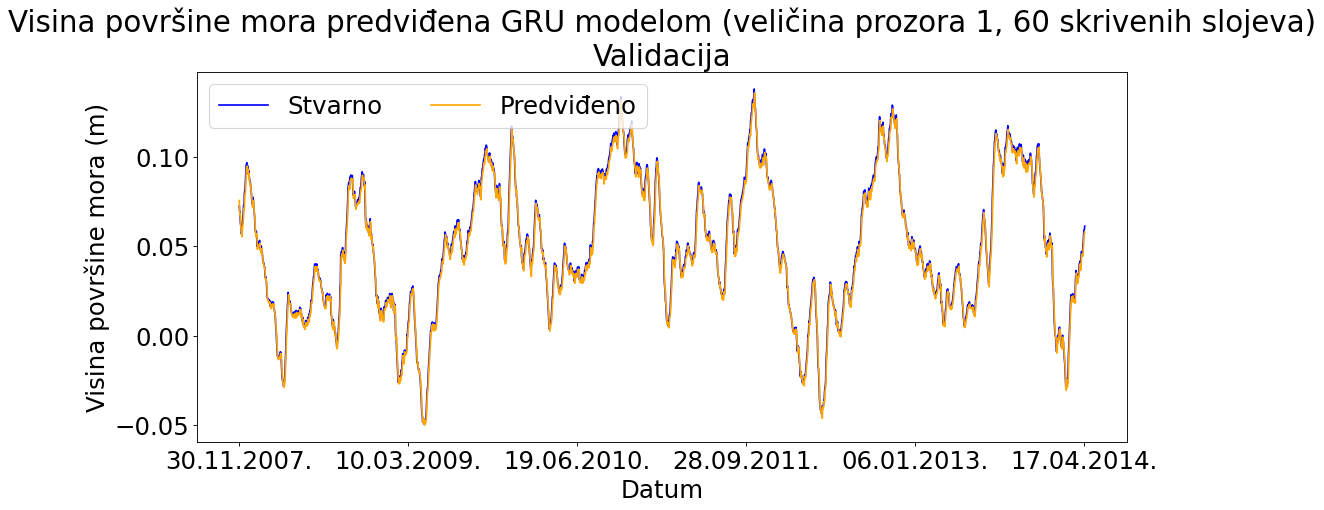 Visina površine mora predviđena GRU modelom (veličina prozora 1, 60 skrivenih slojeva)
Validacija
Stvarno Predviđeno
Visina površine mora (m)
0.10
0.05
0.00
−0.05
30.11.2007. 10.03.2009. 19.06.2010. 28.09.2011. 06.01.2013. 17.04.2014.
Datum